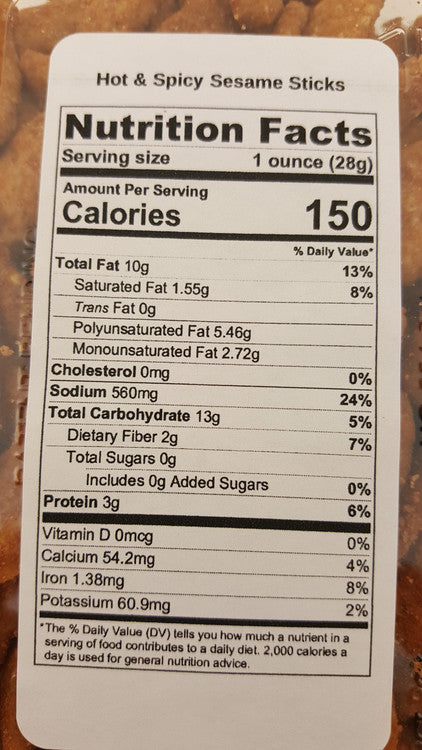 Hot & Spicy Sesame Sticks
Nutrition Facts
Serving size 1 ounce (28g)
Amount Per Serving
Calories 150
% Daily Value*
Total Fat 10g 13%
Saturated Fat 1.55g 8%
Trans Fat 0g
Polyunsaturated Fat 5.46g
Monounsaturated Fat 2.72g
Cholesterol 0mg 0%
Sodium 560mg 24%
Total Carbohydrate 13g 5%
Dietary Fiber 2g 7%
Total Sugars 0g
Includes 0g Added Sugars 0%
Protein 3g 6%
Vitamin D 0mcg 0%
Calcium 54.2mg 4%
Iron 1.38mg 8%
Potassium 60.9mg 2%
*The % Daily Value (DV) tells you how much a nutrient in a
serving of food contributes to a daily diet. 2,000 calories a
day is used for general nutrition advice.